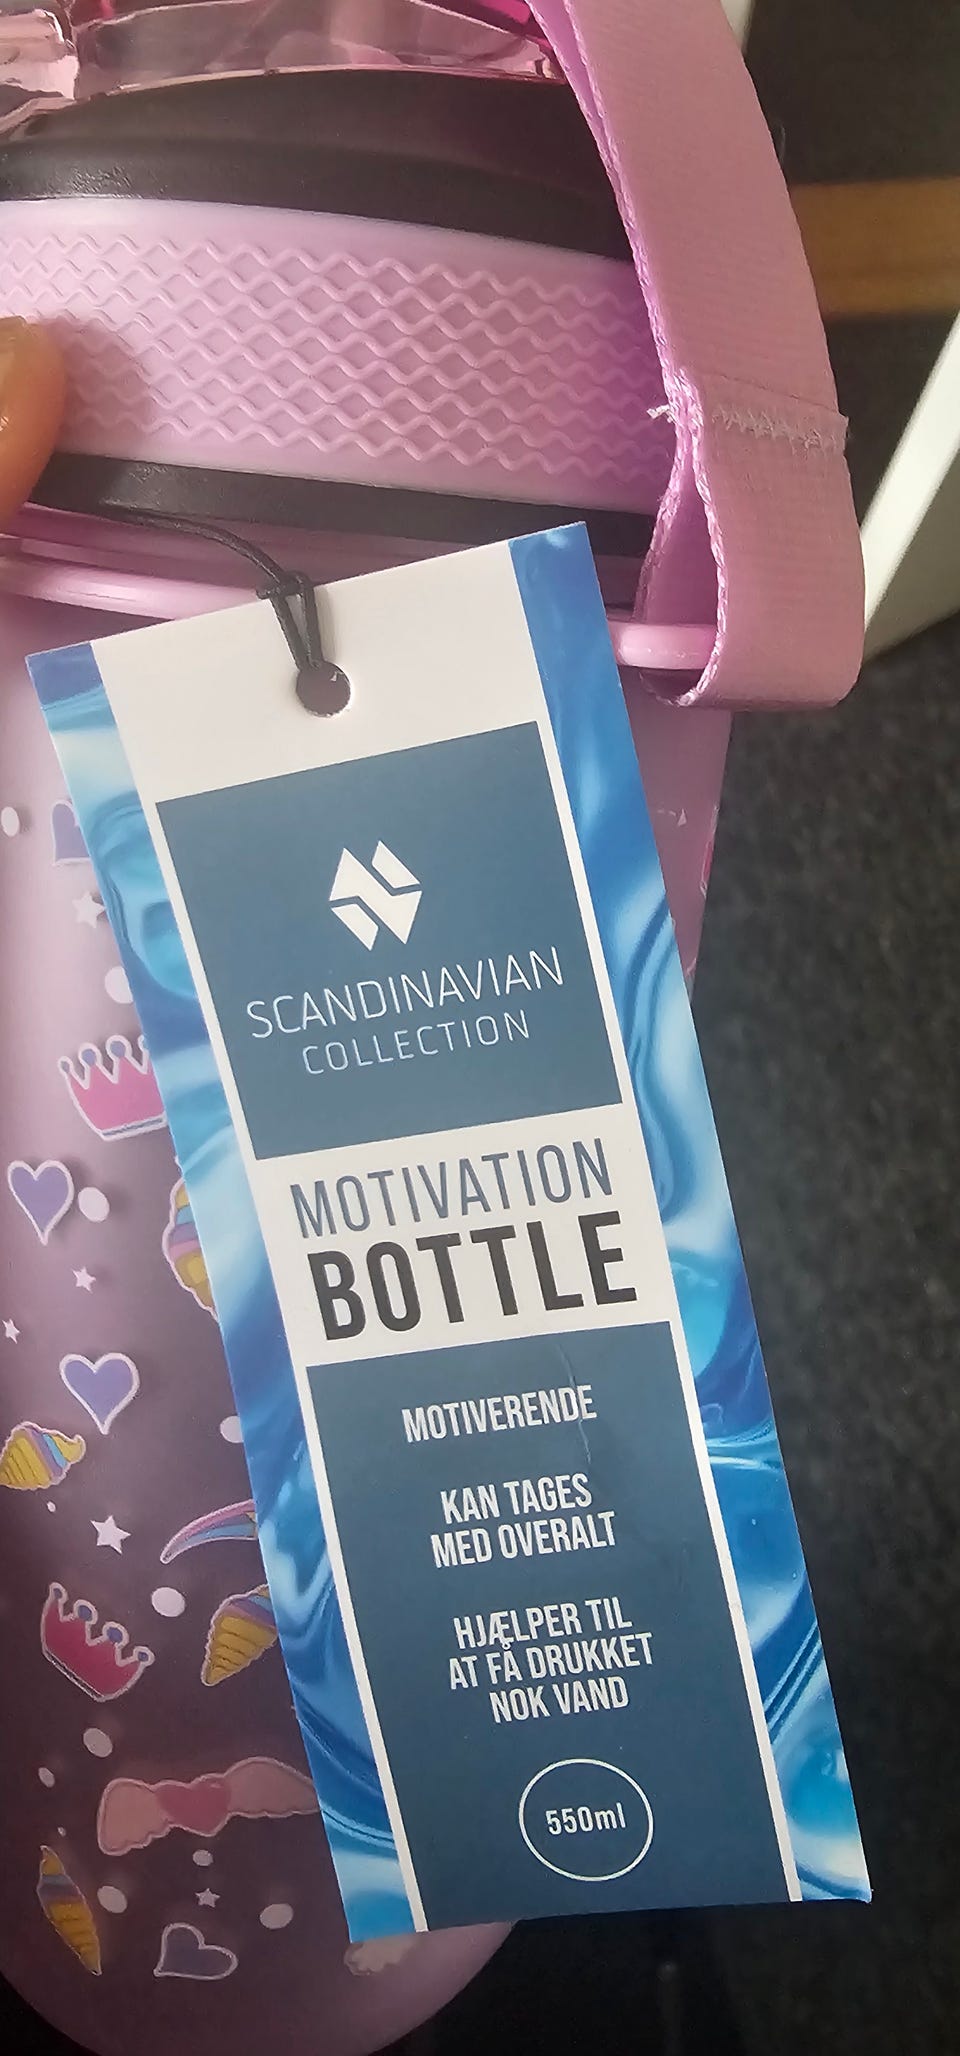 SCANDINAVIAN
COLLECTION
MOTIVATION
BOTTLE
MOTIVERENDE
KAN TAGES
MED OVERALT
HJÆLPER TIL
AT FÅ DRUKKET
NOK VAND
550ml